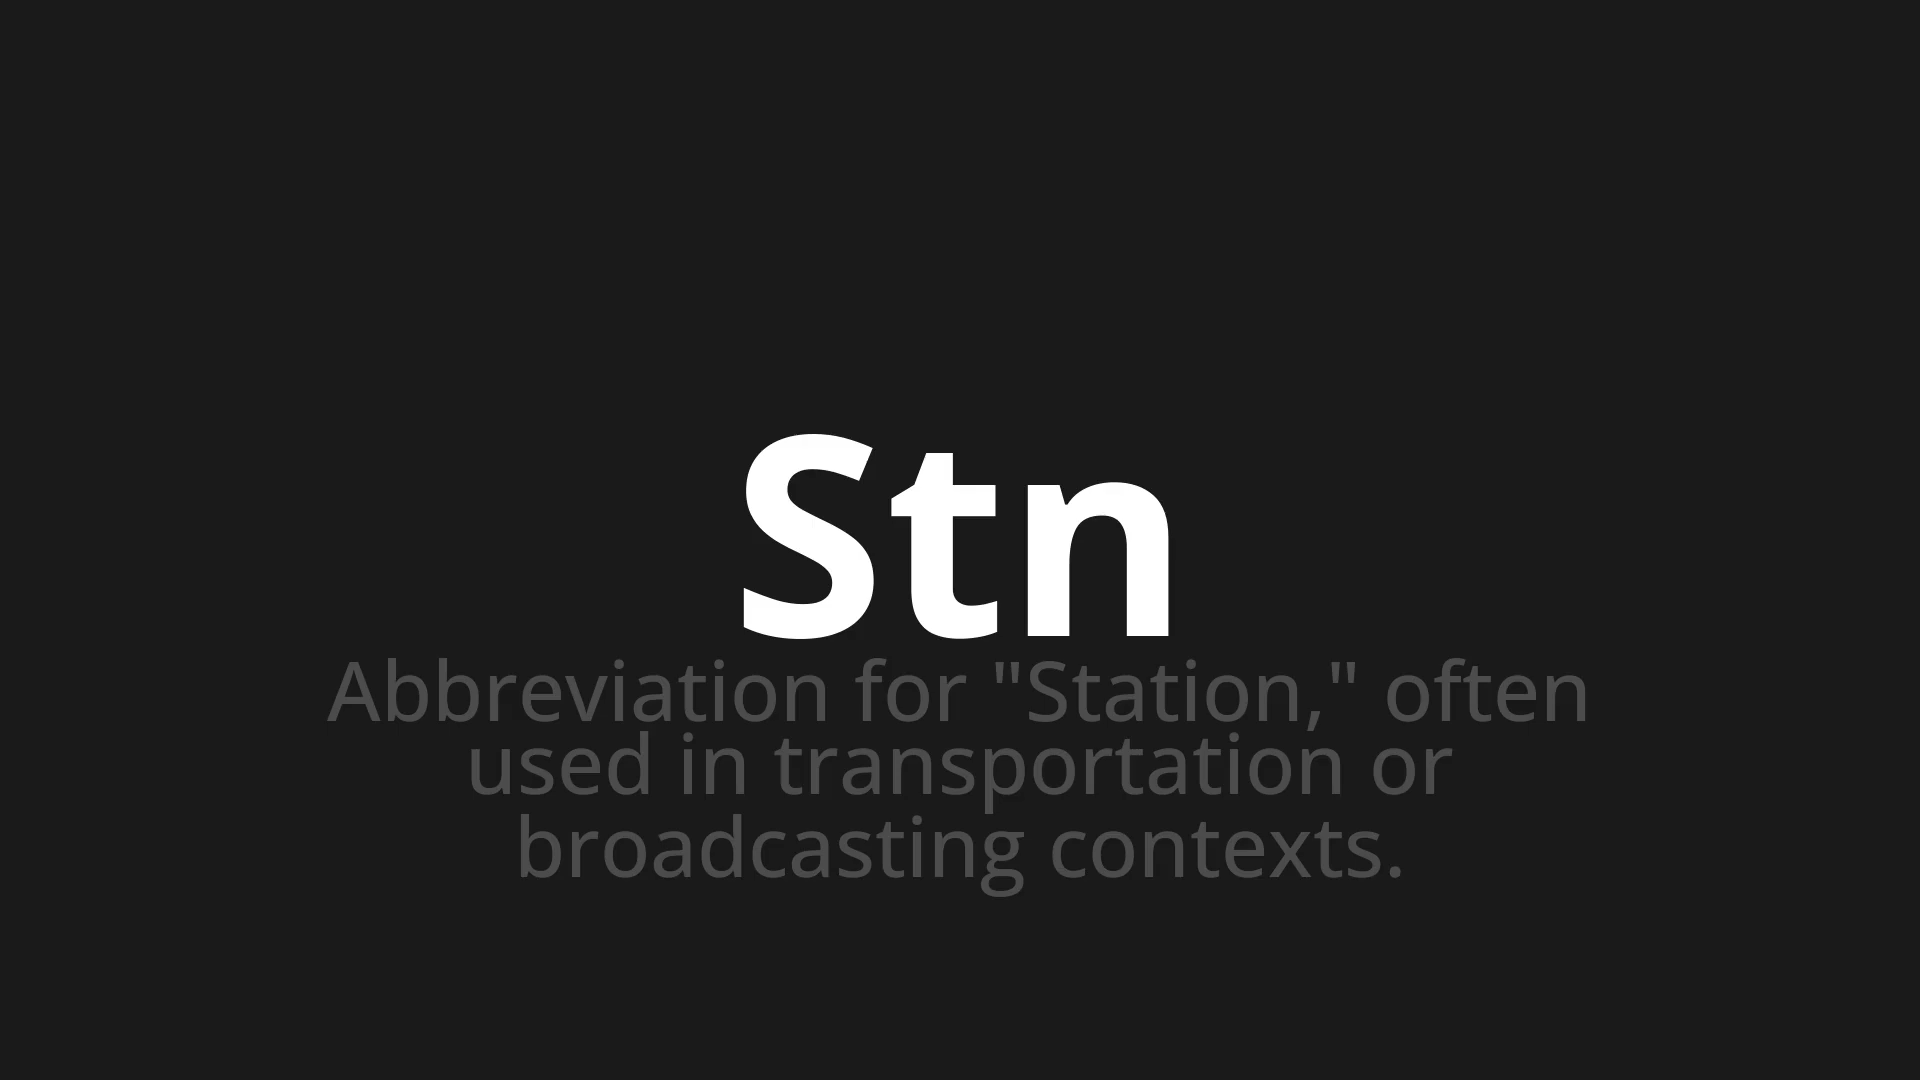 Stn
Abbreviation for "Station," often
used in transportation or
broadcasting contexts.